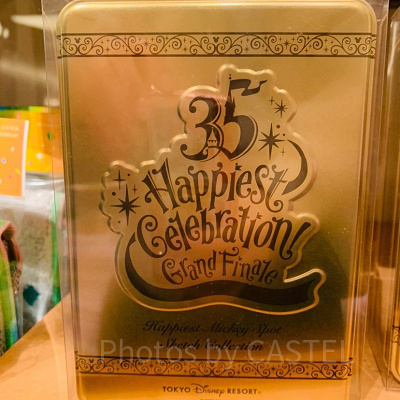 35
Happiest
Celebration!
Grand Finale
Happiest Mickey Spot
Sketch Collection
Photos by CASTEL
TOKYO Disney RESORT®